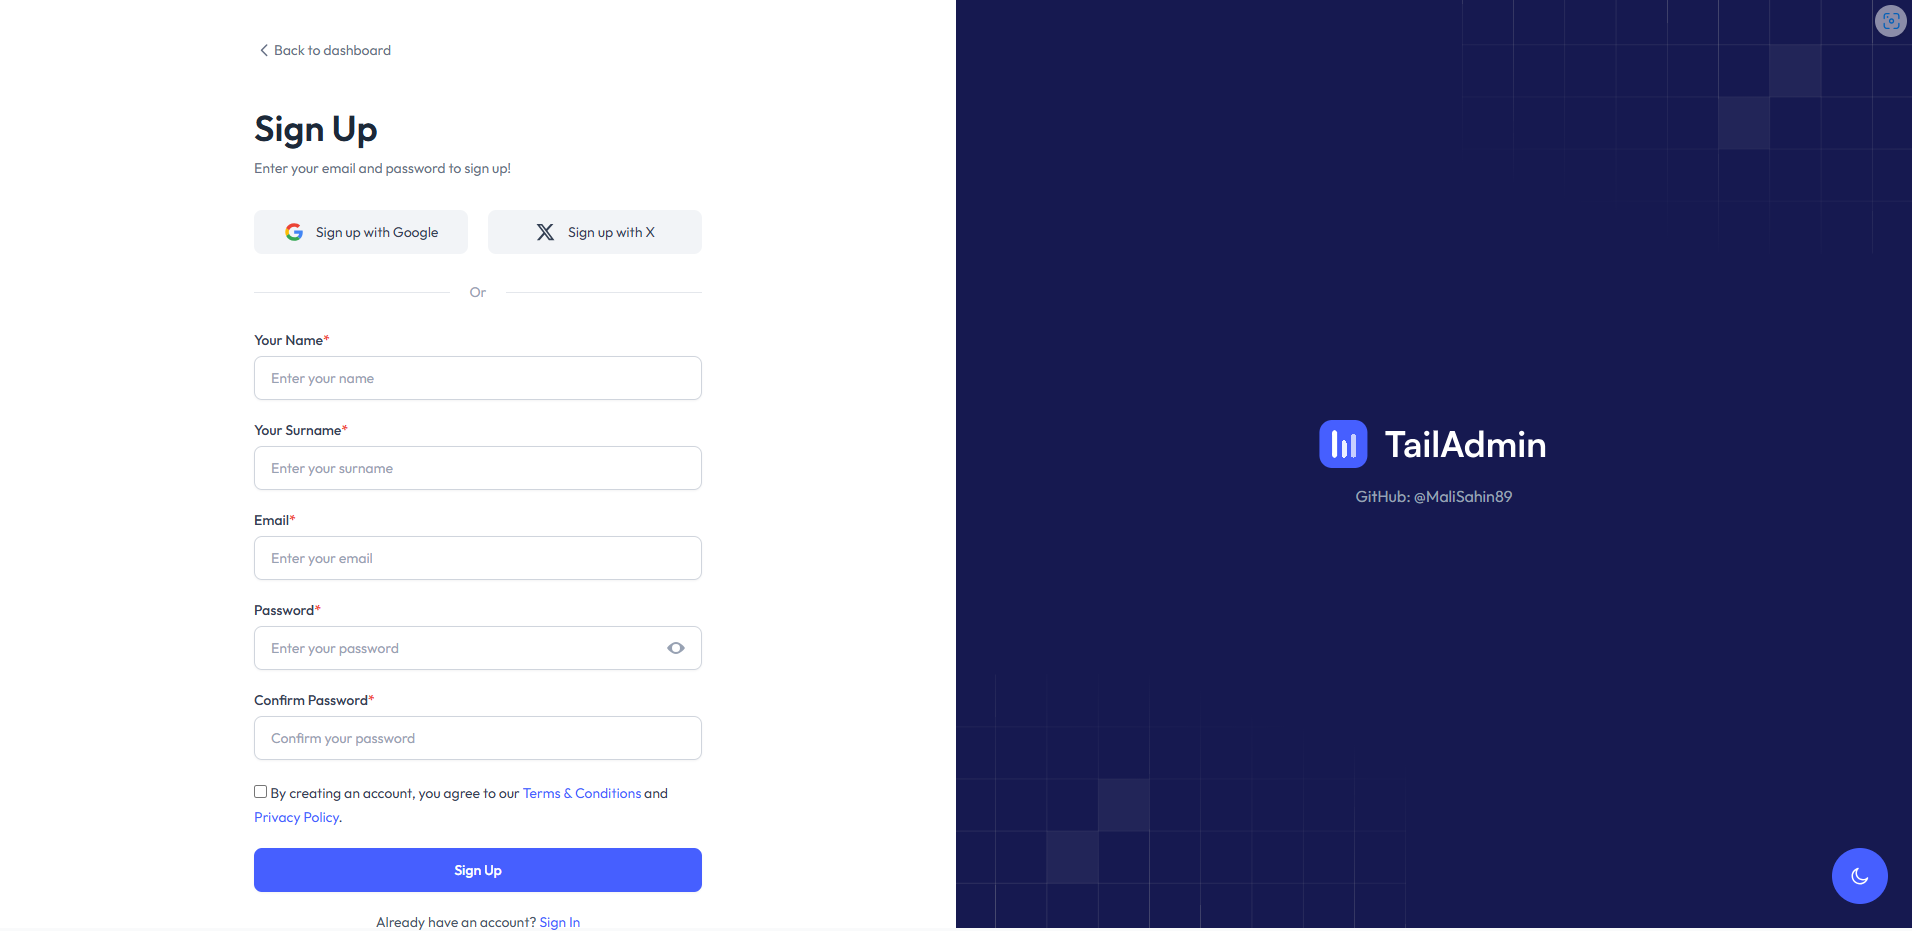 Back to dashboard
Sign Up
Enter your email and password to sign up!
Sign up with Google
Sign up with X
Or
Your Name*
Enter your name
Your Surname*
Enter your surname
Email*
Enter your email
Password*
Enter your password
Confirm Password*
Confirm your password
By creating an account, you agree to our Terms & Conditions and
Privacy Policy.
Sign Up
Already have an account? Sign In
TailAdmin
GitHub: @MaliSahin89